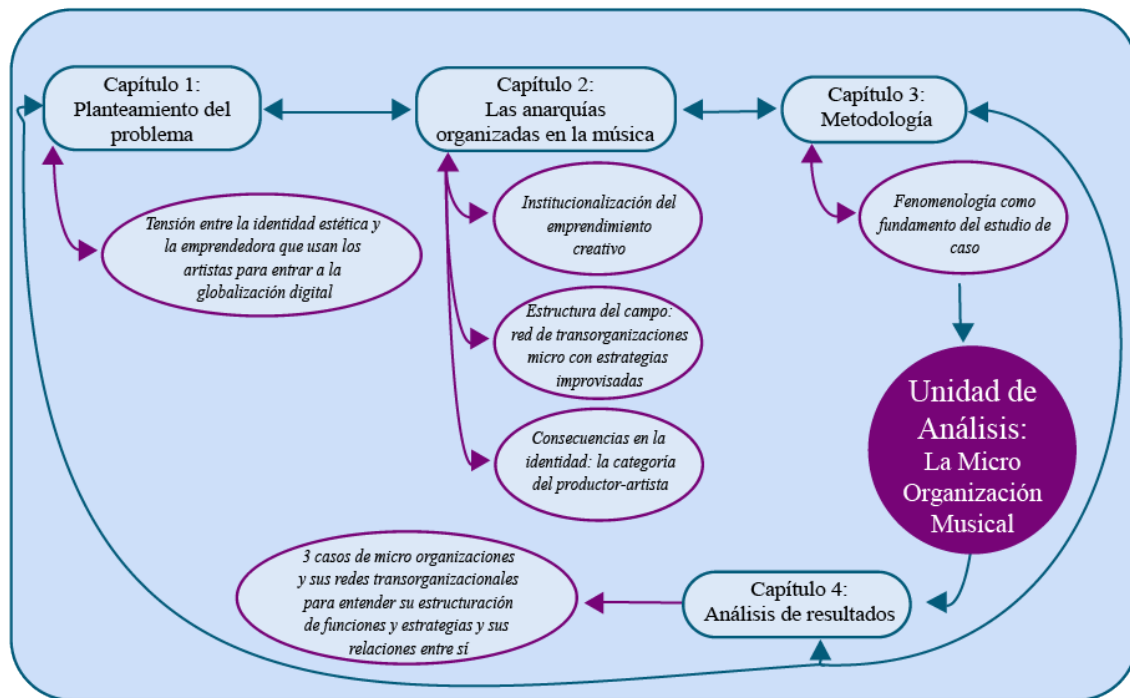 Capítulo 1:
Planteamiento del
problema
Capítulo 2:
Las anarquías
organizadas en la música
Capítulo 3:
Metodología
Tensión entre la identidad estética y
la emprendedora que usan los
artistas para entrar a la
globalización digital
Institucionalización del
emprendimiento
creativo
Fenomenología como
fundamento del estudio de
caso
Estructura del campo:
red de transorganizaciones
micro con estrategias
improvisadas
Unidad de
Análisis:
La Micro
Organización
Musical
Consecuencias en la
identidad: la categoría
del productor-artista
3 casos de micro organizaciones
y sus redes transorganizacionales
para entender su estructuración
de funciones y estrategias y sus
relaciones entre sí
Capítulo 4:
Análisis de resultados